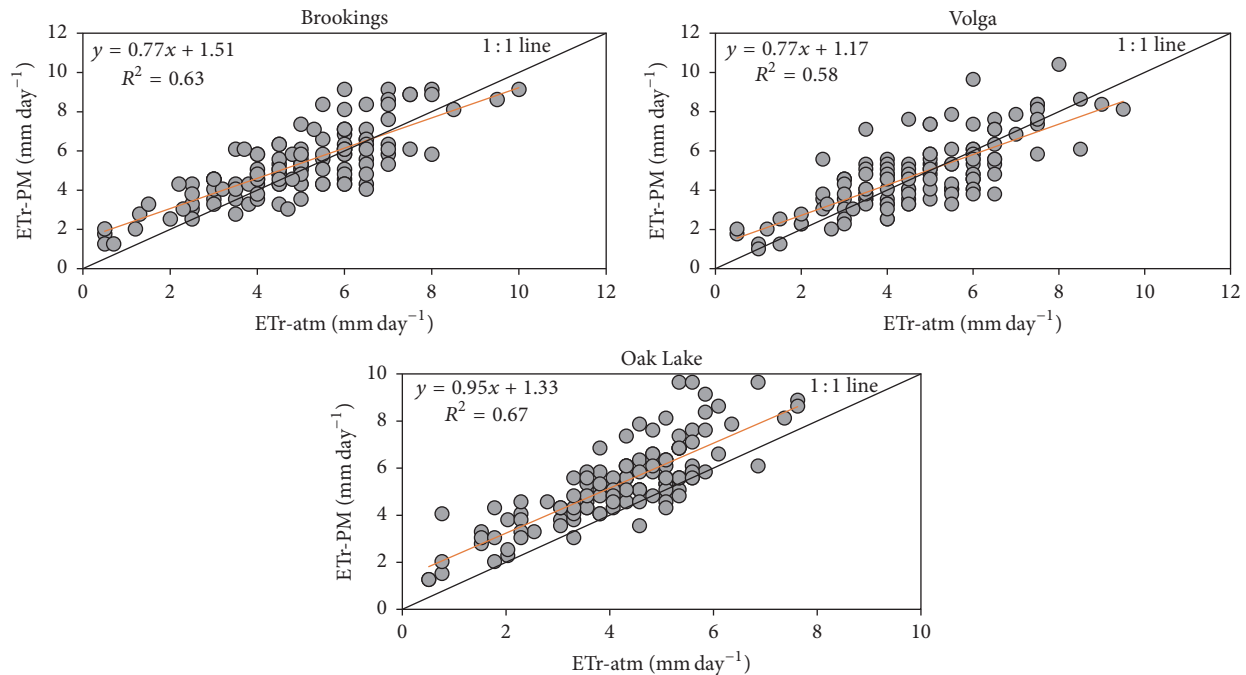 Brookings
y = 0.77x + 1.51
R² = 0.63
1 : 1 line
12
10
8
6
4
2
0
ETr-PM (mm day⁻¹)
0 2 4 6 8 10 12
ETr-atm (mm day⁻¹)
Volga
y = 0.77x + 1.17
R² = 0.58
1 : 1 line
12
10
8
6
4
2
0
ETr-PM (mm day⁻¹)
0 2 4 6 8 10 12
ETr-atm (mm day⁻¹)
Oak Lake
y = 0.95x + 1.33
R² = 0.67
1 : 1 line
10
8
6
4
2
0
ETr-PM (mm day⁻¹)
0 2 4 6 8 10
ETr-atm (mm day⁻¹)